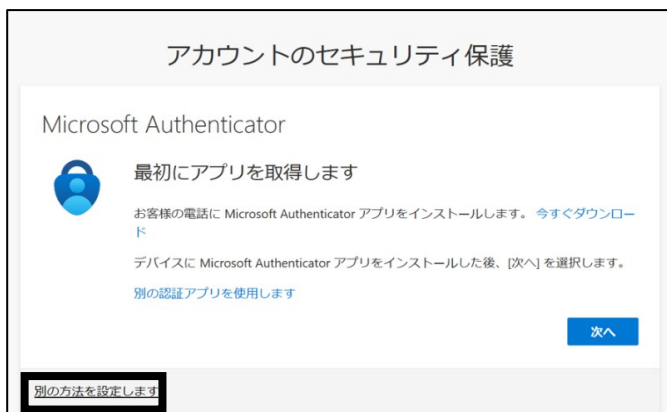 アカウントのセキュリティ保護
Microsoft Authenticator
最初にアプリを取得します
お客様の電話に Microsoft Authenticator アプリをインストールします。 今すぐダウンロー
ド
デバイスに Microsoft Authenticator アプリをインストールした後、[次へ] を選択します。
別の認証アプリを使用します
次へ
別の方法を設定します